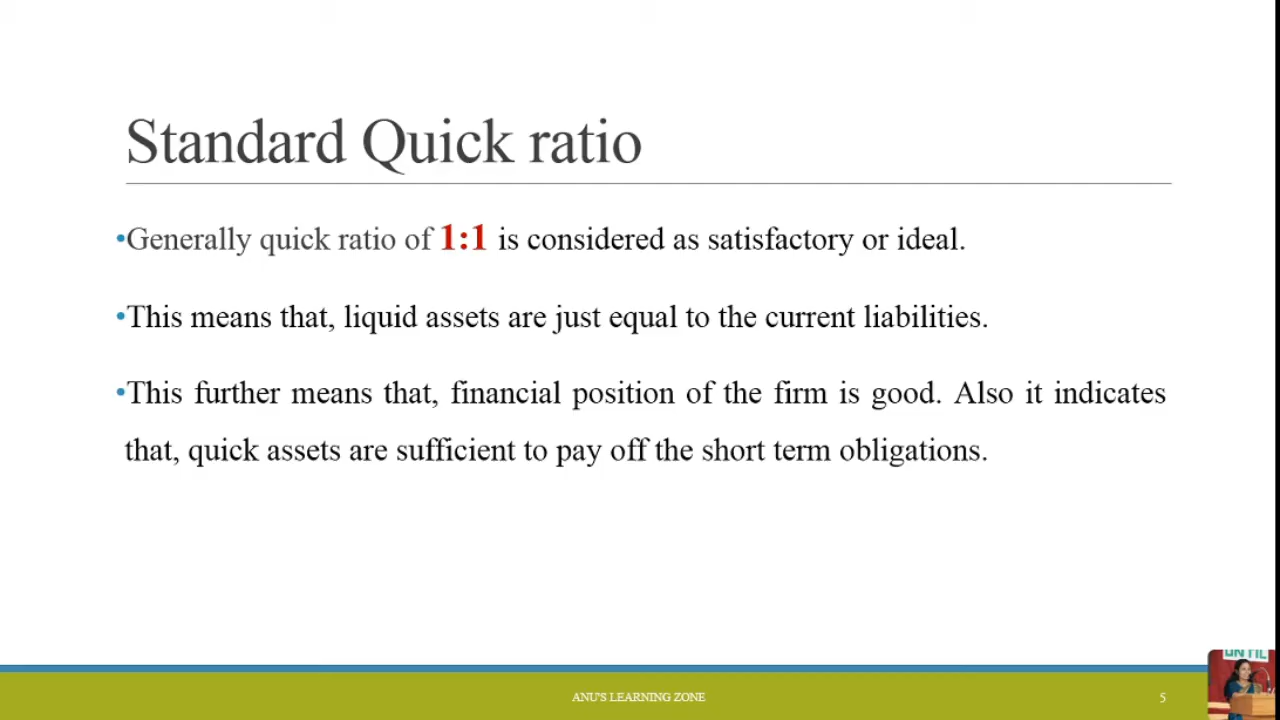 Standard Quick ratio
•Generally quick ratio of 1:1 is considered as satisfactory or ideal.
•This means that, liquid assets are just equal to the current liabilities.
•This further means that, financial position of the firm is good. Also it indicates
that, quick assets are sufficient to pay off the short term obligations.
ANU'S LEARNING ZONE
5